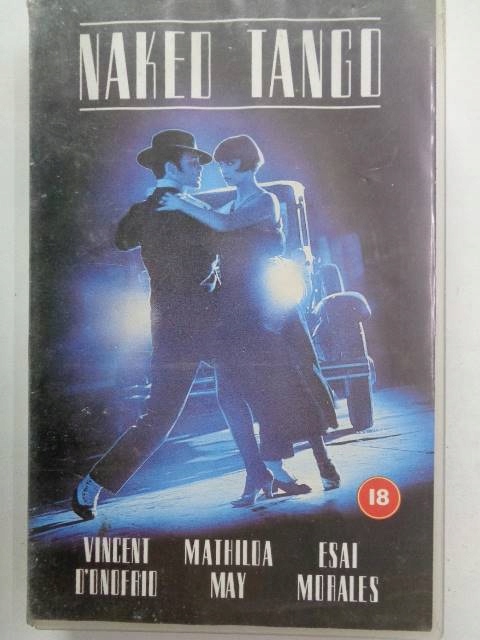 NAKED TANGO
18
VINCENT MATHILDA ESAI
D'ONOFRIO MAY MORALES